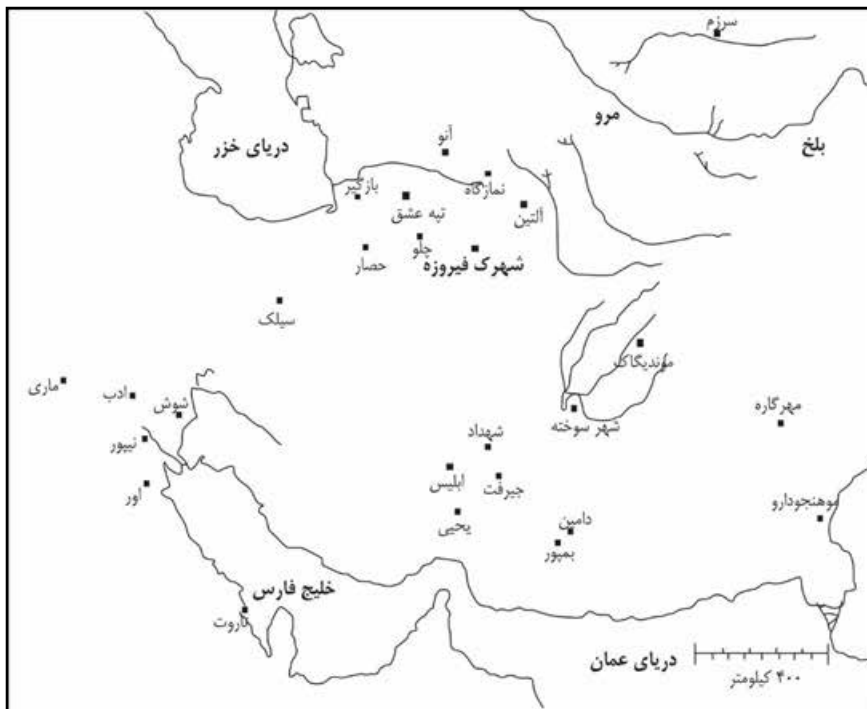 سرزم
مرو
بلخ
دریای خزر
آنو
نمازگاه
بازگیر
تپه عشق
آلتین
چلو
حصار
شهرک فیروزه
سیلک
موندیگاک
ماری
ادب
شوش
شهر سوخته
مهرگاره
نیپور
شهداد
ابلیس
جیرفت
اور
یحیی
دامین
موهنجودارو
بمپور
خلیج فارس
تاروت
دریای عمان
۴۰۰ کیلومتر